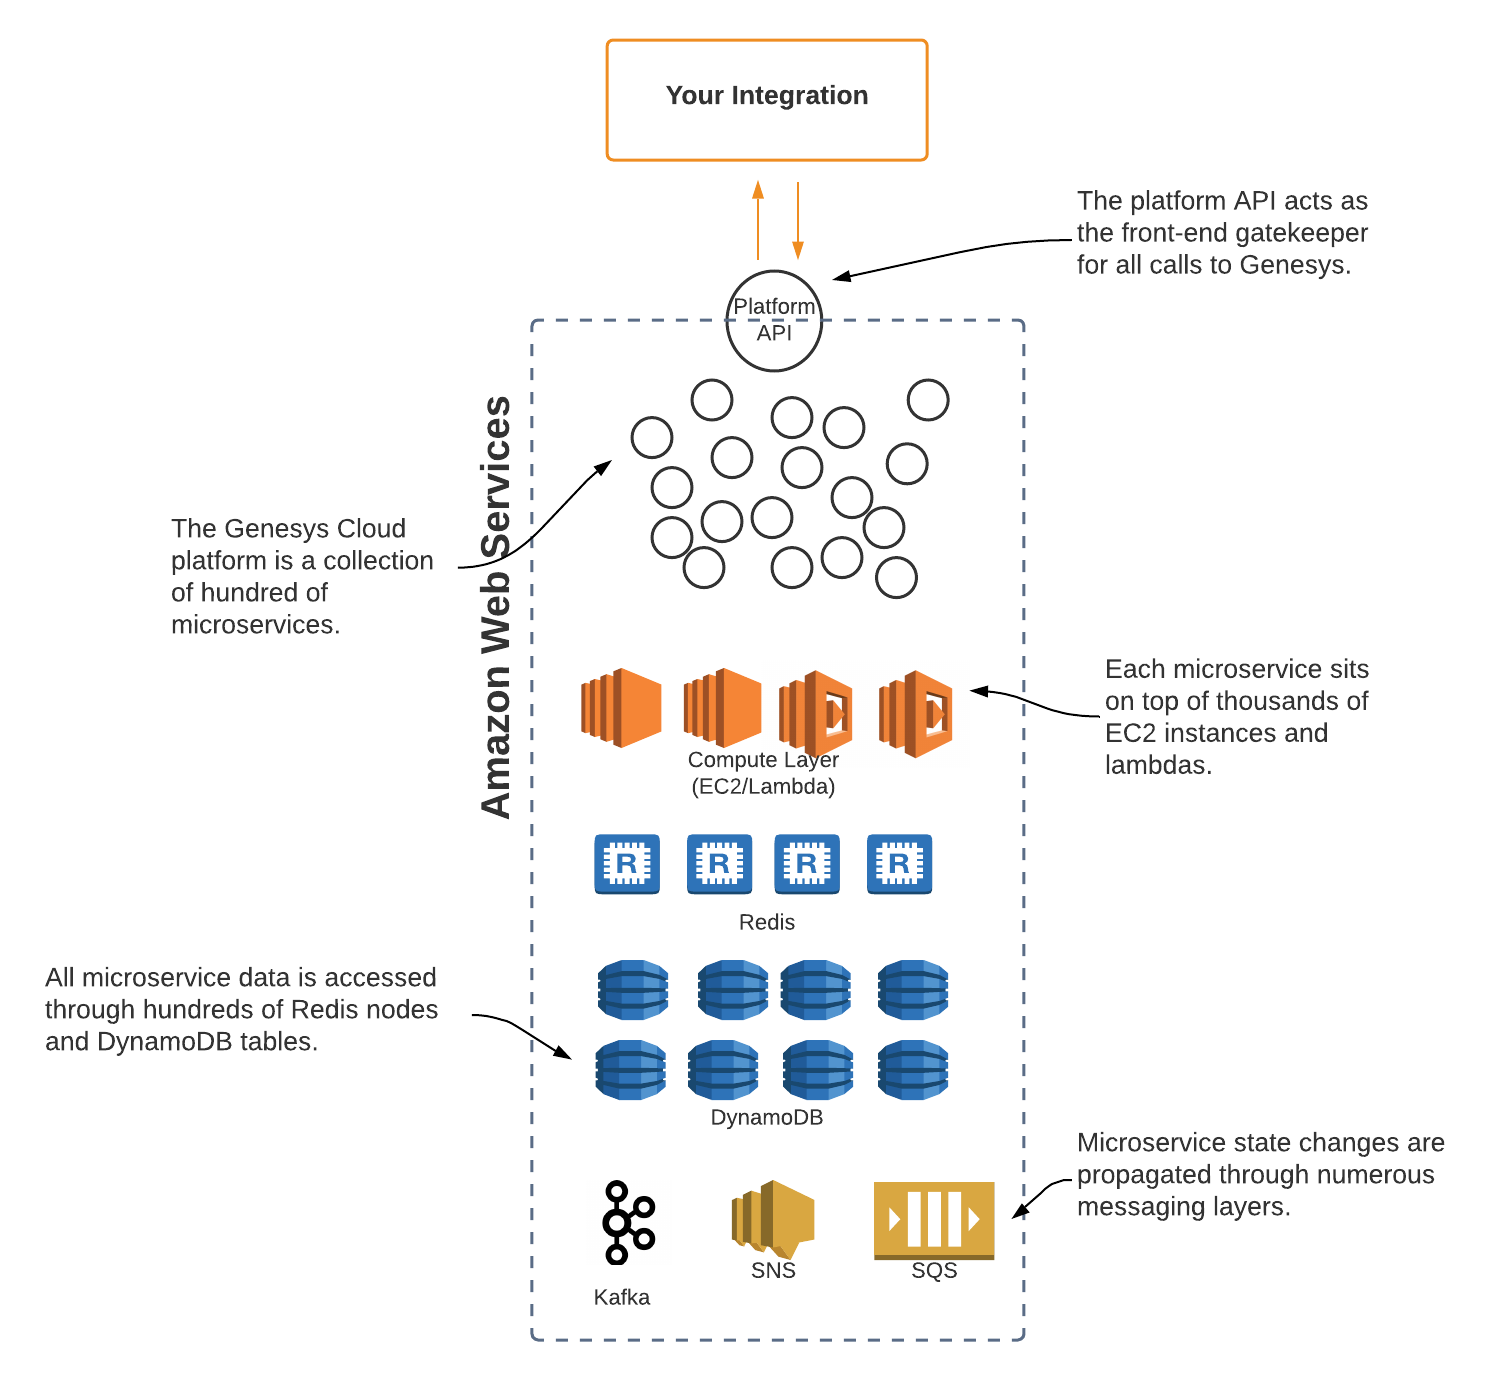 Your Integration
The platform API acts as
the front-end gatekeeper
for all calls to Genesys.
Platform
API
Amazon Web Services
The Genesys Cloud
platform is a collection
of hundred of
microservices.
Each microservice sits
on top of thousands of
EC2 instances and
lambdas.
Compute Layer
(EC2/Lambda)
R
R
R
R
Redis
All microservice data is accessed
through hundreds of Redis nodes
and DynamoDB tables.
DynamoDB
Microservice state changes are
propagated through numerous
messaging layers.
SNS
SQS
Kafka